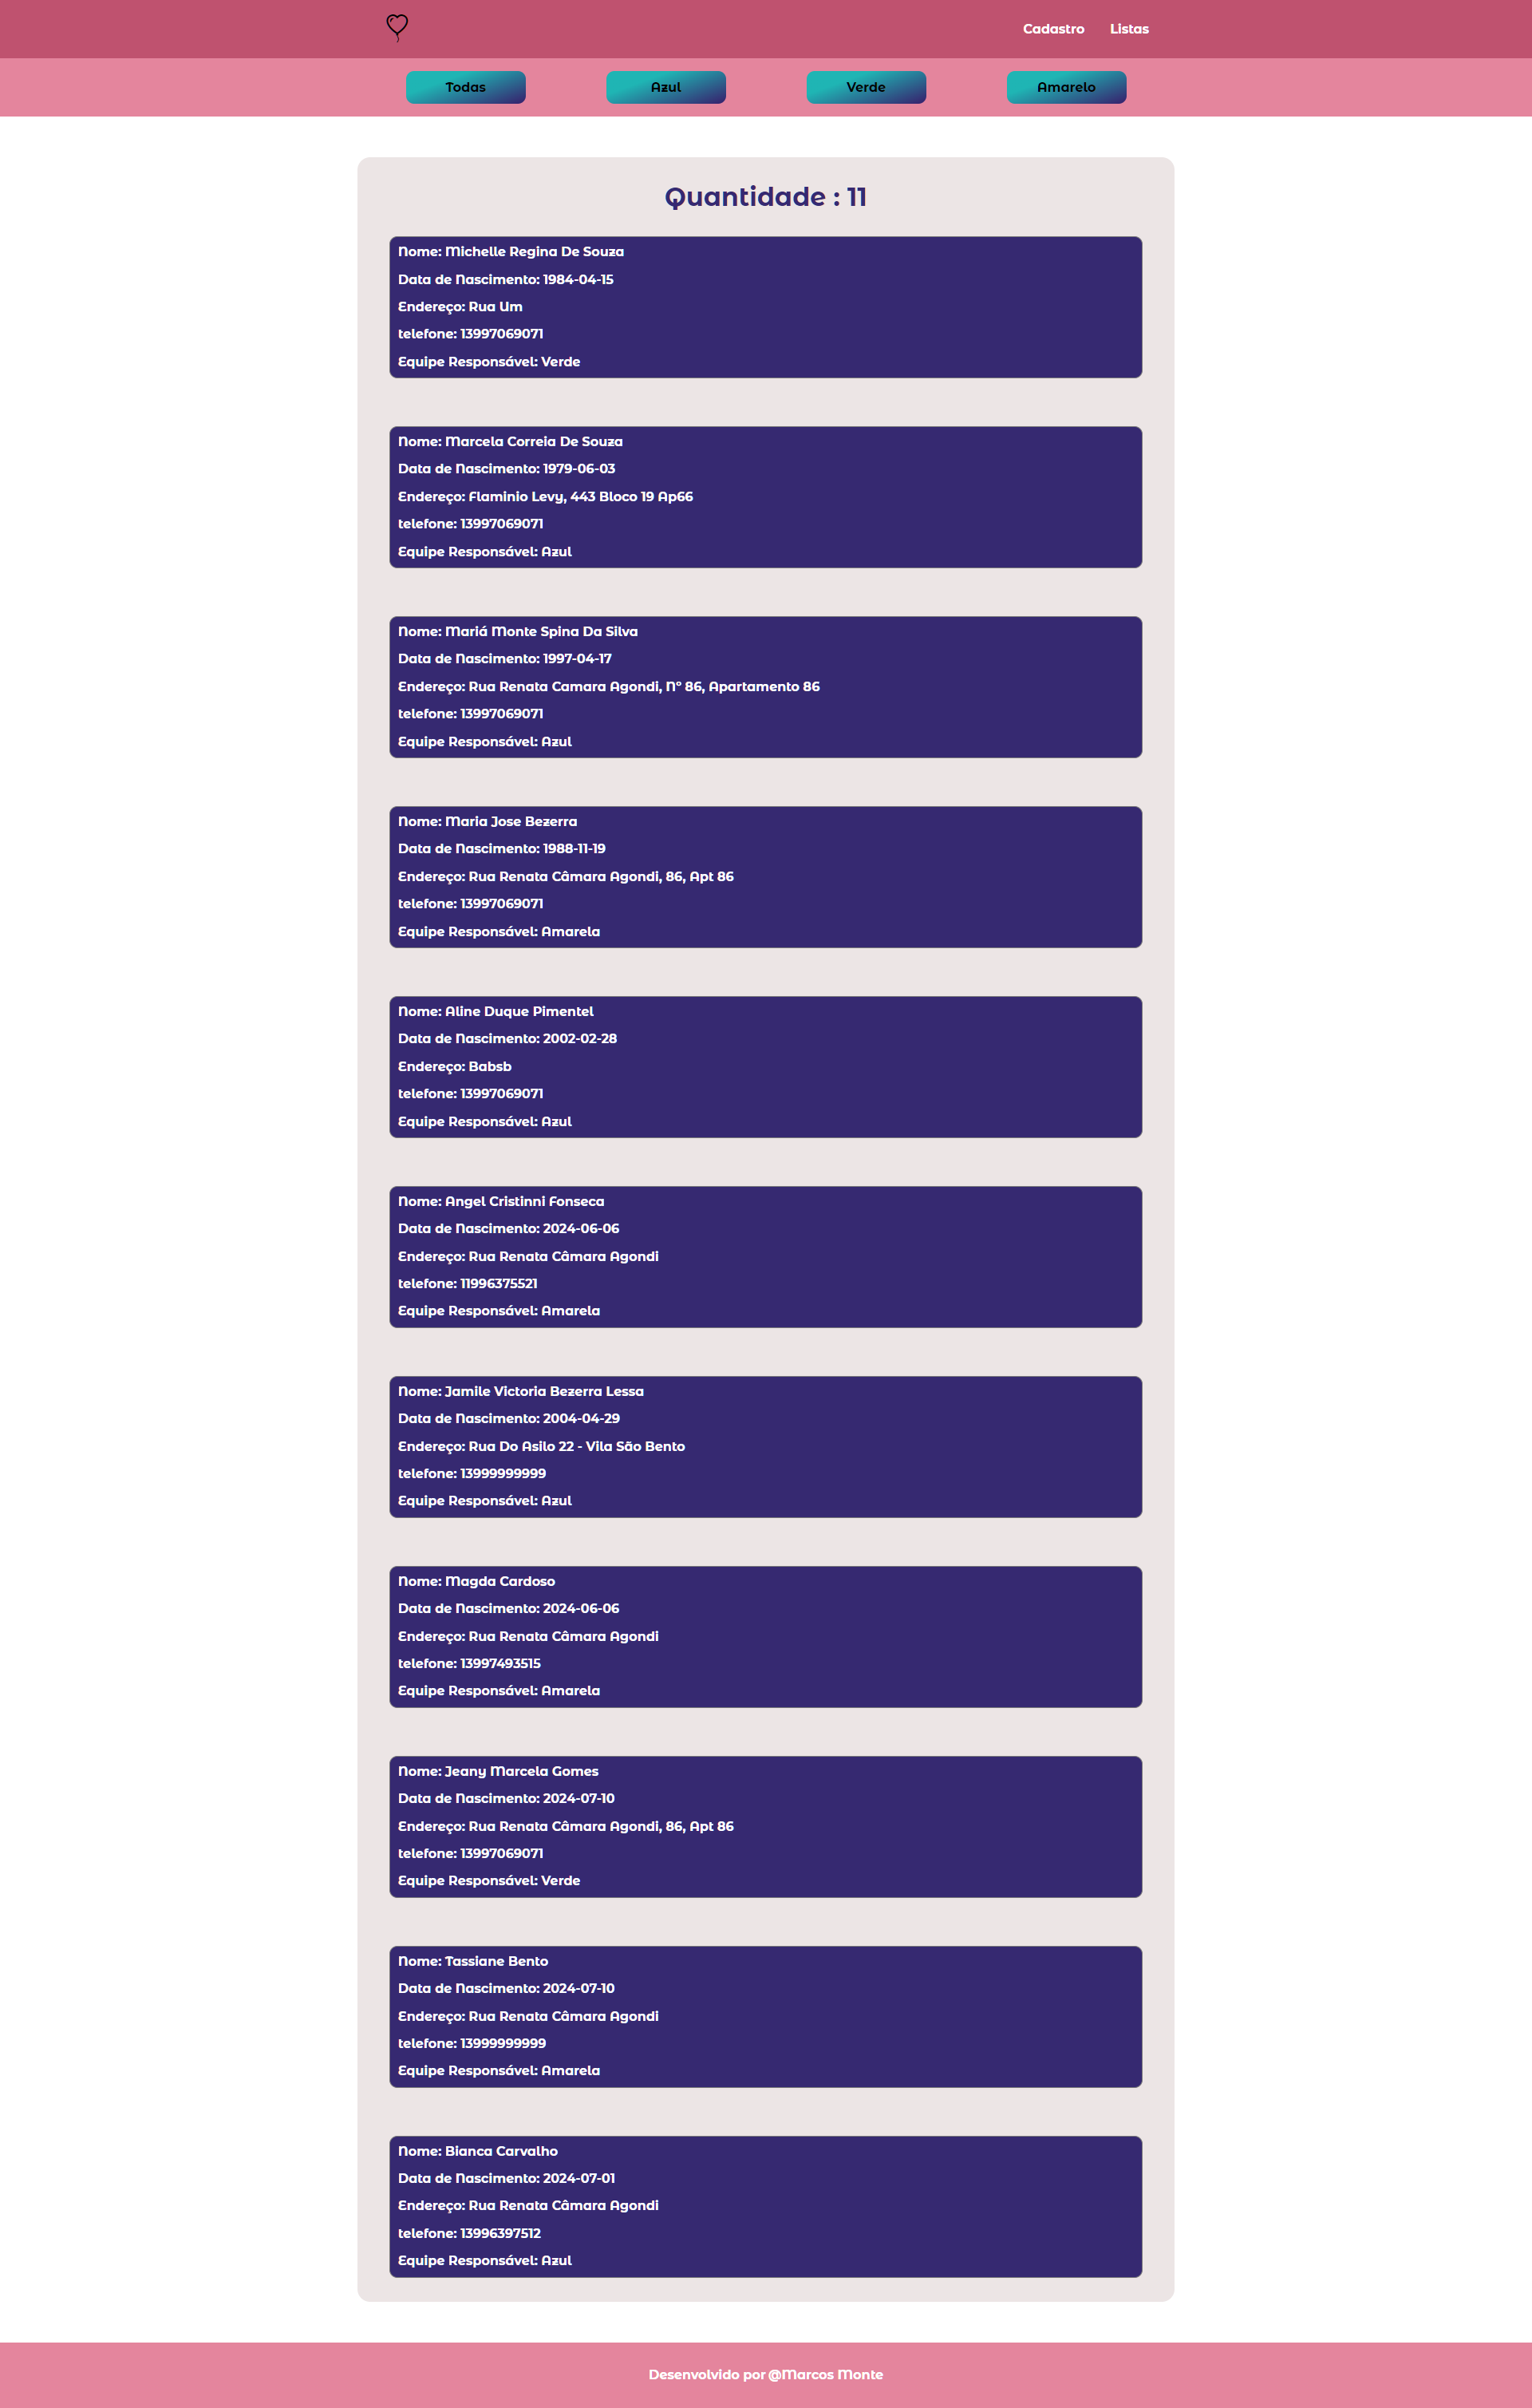 Cadastro Listas
Todas Azul Verde Amarelo
Quantidade : 11
Nome: Michelle Regina De Souza
Data de Nascimento: 1984-04-15
Endereço: Rua Um
telefone: 13997069071
Equipe Responsável: Verde
Nome: Marcela Correia De Souza
Data de Nascimento: 1979-06-03
Endereço: Flaminio Levy, 443 Bloco 19 Ap66
telefone: 13997069071
Equipe Responsável: Azul
Nome: Mariá Monte Spina Da Silva
Data de Nascimento: 1997-04-17
Endereço: Rua Renata Camara Agondi, Nº 86, Apartamento 86
telefone: 13997069071
Equipe Responsável: Azul
Nome: Maria Jose Bezerra
Data de Nascimento: 1988-11-19
Endereço: Rua Renata Câmara Agondi, 86, Apt 86
telefone: 13997069071
Equipe Responsável: Amarela
Nome: Aline Duque Pimentel
Data de Nascimento: 2002-02-28
Endereço: Babsb
telefone: 13997069071
Equipe Responsável: Azul
Nome: Angel Cristinni Fonseca
Data de Nascimento: 2024-06-06
Endereço: Rua Renata Câmara Agondi
telefone: 11996375521
Equipe Responsável: Amarela
Nome: Jamile Victoria Bezerra Lessa
Data de Nascimento: 2004-04-29
Endereço: Rua Do Asilo 22 - Vila São Bento
telefone: 13999999999
Equipe Responsável: Azul
Nome: Magda Cardoso
Data de Nascimento: 2024-06-06
Endereço: Rua Renata Câmara Agondi
telefone: 13997493515
Equipe Responsável: Amarela
Nome: Jeany Marcela Gomes
Data de Nascimento: 2024-07-10
Endereço: Rua Renata Câmara Agondi, 86, Apt 86
telefone: 13997069071
Equipe Responsável: Verde
Nome: Tassiane Bento
Data de Nascimento: 2024-07-10
Endereço: Rua Renata Câmara Agondi
telefone: 13999999999
Equipe Responsável: Amarela
Nome: Bianca Carvalho
Data de Nascimento: 2024-07-01
Endereço: Rua Renata Câmara Agondi
telefone: 13996397512
Equipe Responsável: Azul
Desenvolvido por @Marcos Monte